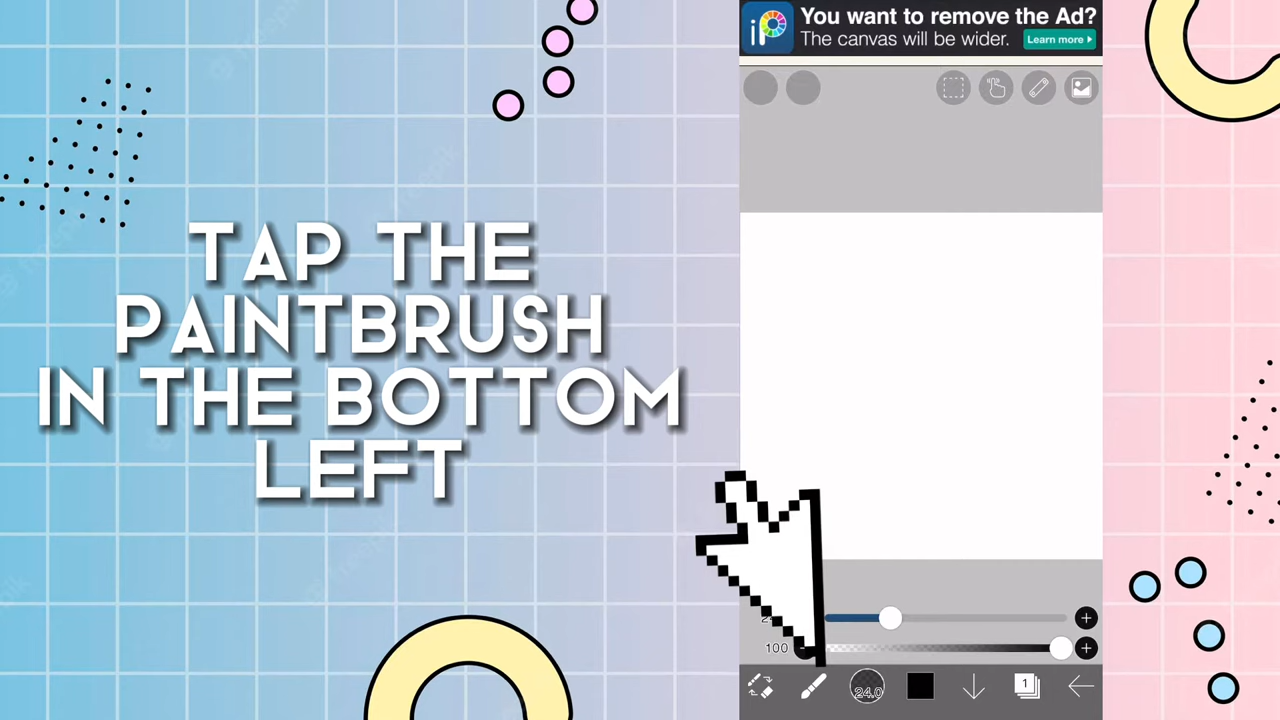 You want to remove the Ad?
The canvas will be wider. Learn more
iP
TAP THE
PAINTBRUSH
IN THE BOTTOM
LEFT
100
24.0
1